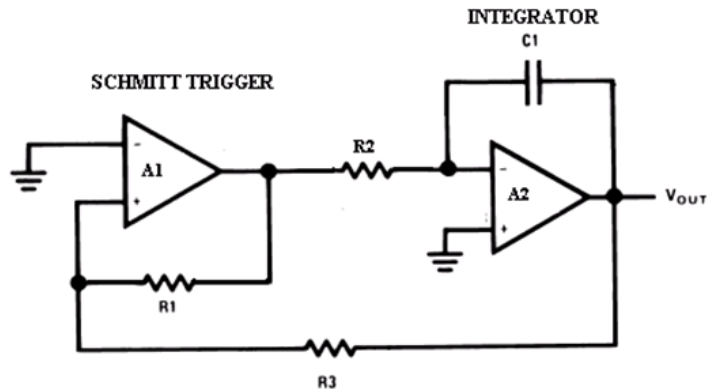 INTEGRATOR
C1
SCHMITT TRIGGER
R2
-
A1
+
-
A2
+
VOUT
R1
R3